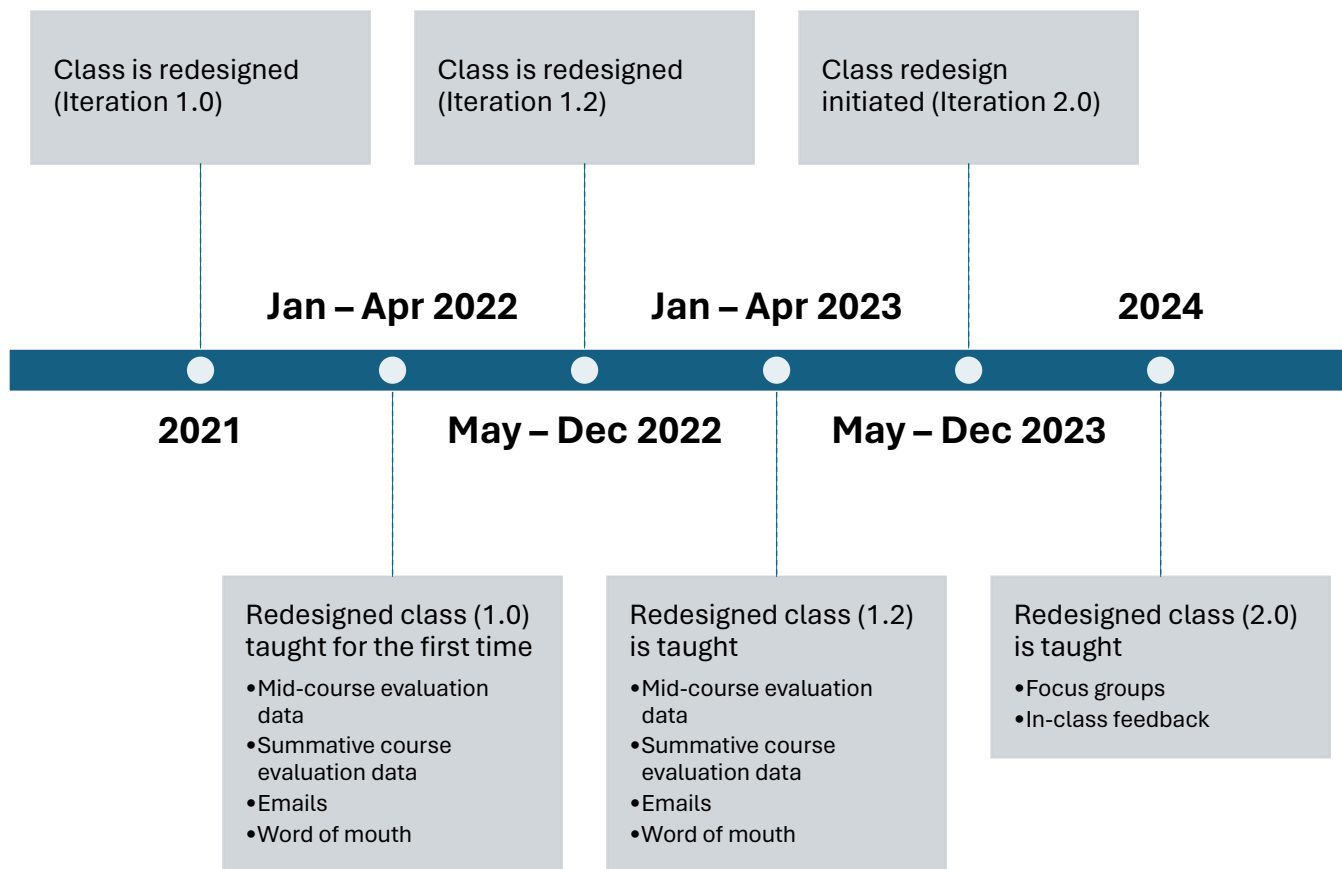 Class is redesigned
(Iteration 1.0)
Class is redesigned
(Iteration 1.2)
Class redesign
initiated (Iteration 2.0)
Jan – Apr 2022
Jan – Apr 2023
2024
2021
May – Dec 2022
May – Dec 2023
Redesigned class (1.0)
taught for the first time
•Mid-course evaluation
data
•Summative course
evaluation data
•Emails
•Word of mouth
Redesigned class (1.2)
is taught
•Mid-course evaluation
data
•Summative course
evaluation data
•Emails
•Word of mouth
Redesigned class (2.0)
is taught
•Focus groups
•In-class feedback